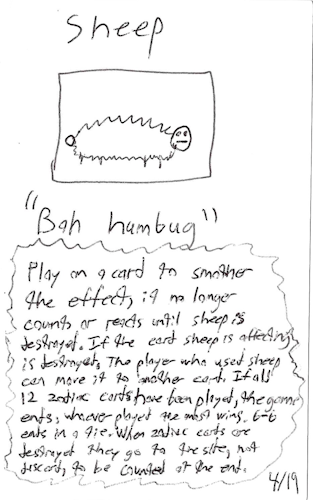 Sheep
"Bah humbug"
Play on a card to smother
the effect, it no longer
counts or reacts until sheep is
destroyed. If the card sheep is affecting
is destroyed, The player who used sheep
can move it to another card. If all
12 zodiac cards have been played, the game
ends, whoever played the most wins. 6-6
ends in a tie. When zodiac cards are
destroyed they go to the site, not
discard, to be counted at the end.
4/19